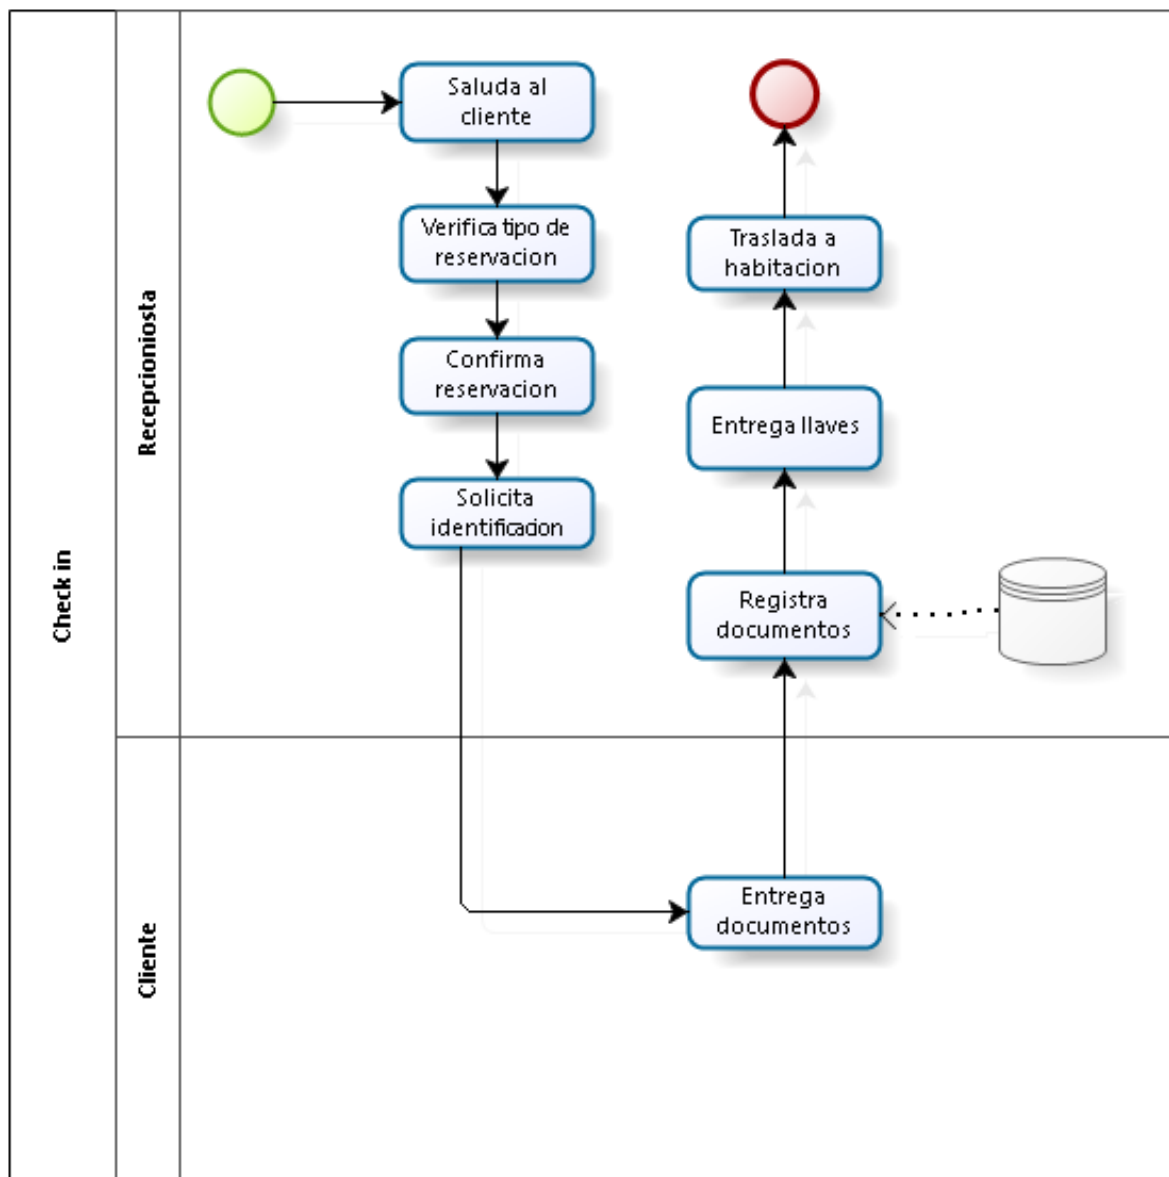 Check in
Recepcioniosta
Saluda al
cliente
Verifica tipo de
reservacion
Confirma
reservacion
Solicita
identificacion
Traslada a
habitacion
Entrega llaves
Registra
documentos
Cliente
Entrega
documentos